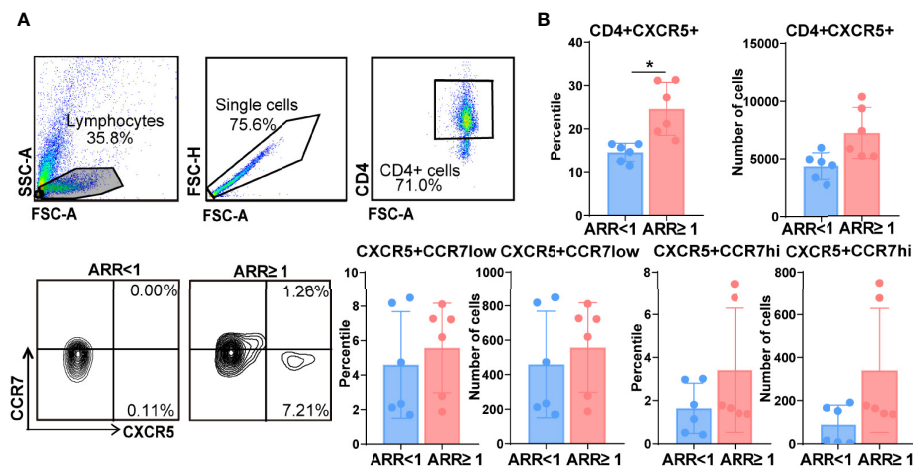 A
SSC-A
Lymphocytes
35.8%
FSC-A
FSC-H
Single cells
75.6%
FSC-A
CD4
CD4+ cells
71.0%
FSC-A
B
CD4+CXCR5+
Percentile
40
30
20
10
0
*
ARR<1 ARR≥ 1
CD4+CXCR5+
Number of cells
15000
10000
5000
0
ARR<1 ARR≥ 1
ARR<1
0.00%
0.11%
ARR≥ 1
1.26%
7.21%
CCR7
CXCR5
CXCR5+CCR7low
Percentile
8
6
4
2
0
ARR<1 ARR≥ 1
CXCR5+CCR7low
Number of cells
1000
800
600
400
200
0
ARR<1 ARR≥ 1
CXCR5+CCR7hi
Percentile
8
6
4
2
0
ARR<1 ARR≥ 1
CXCR5+CCR7hi
Number of cells
800
600
400
200
0
ARR<1 ARR≥ 1